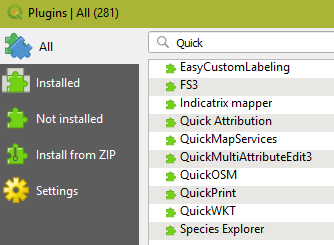 Plugins | All (281)
All
Installed
Not installed
Install from ZIP
Settings
Quick
EasyCustomLabeling
FS3
Indicatrix mapper
Quick Attribution
QuickMapServices
QuickMultiAttributeEdit3
QuickOSM
QuickPrint
QuickWKT
Species Explorer